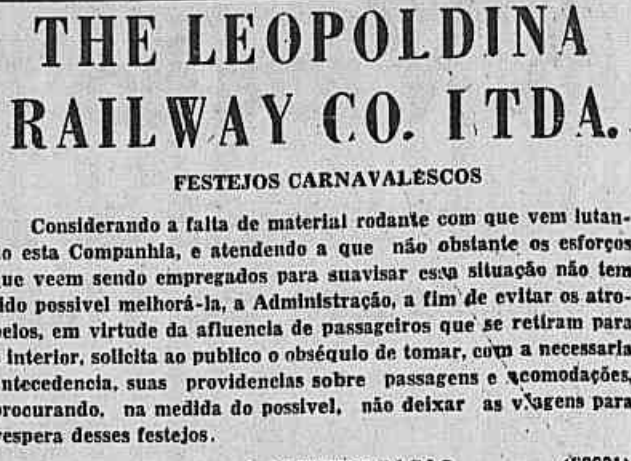 THE LEOPOLDINA
RAILWAY CO. LTDA.
FESTEJOS CARNAVALESCOS
Considerando a falta de material rodante com que vem lutan-
o esta Companhia, e attendendo a que não obstante os esforços
ue veem sendo empregados para suavisar essa situação não tem
ido possivel melhorá-la, a Administração, a fim de evitar os atro-
pelos, em virtude da afluencia de passageiros que se retiram para
interior, solicita ao publico o obséquio de tomar, com a necessaria
ntecedencia, suas providencias sobre passagens e acomodações,
procurando, na medida do possivel, não deixar as viagens para
vespera desses festejos.